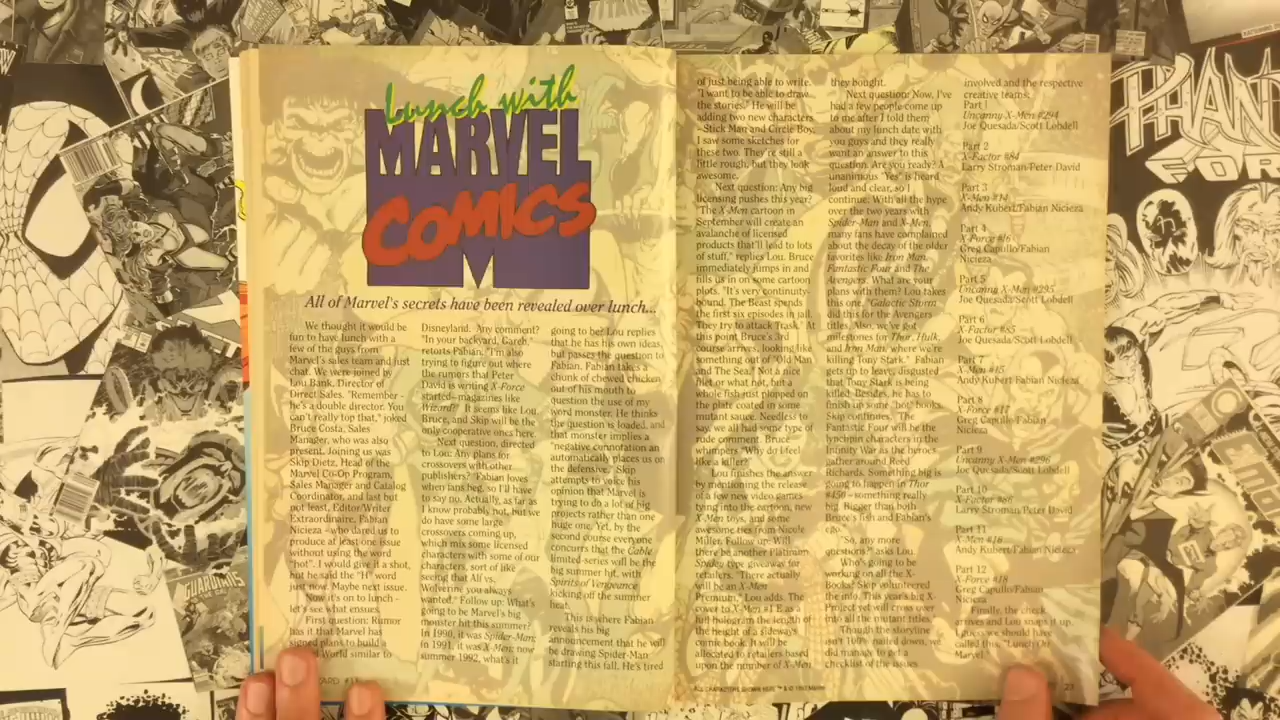 Lunch with
MARVEL
COMICS
All of Marvel's secrets have been revealed over lunch...
We thought it would be
fun to have lunch with a
few of the guys from
Marvel's sales team and just
chat. We were joined by
Lou Bank, Director of
Direct Sales. "Remember -
he's a double director. You
can't really top that," joked
Bruce Costa, Sales
Manager, who was also
present. Joining us was
Skip Dietz, Head of the
Marvel Co-Op Program,
Sales Manager and Catalog
Coordinator, and last but
not least, Editor/Writer
Extraordinaire, Fabian
Nicieza -who dared us to
produce at least one issue
without using the word
"hot". I would give it a shot,
but he said the "H" word
just now. Maybe next issue.
Now it's on to lunch -
let's see what ensues.
First question: Rumor
has it that Marvel has
signed plans to build a
World similar to
Disneyland. Any comment?
"In your backyard, Gareb,"
retorts Fabian. "I'm also
trying to figure out where
the rumors that Peter
David is writing X-Force
started-magazines like
Wizard?" It seems like Lou,
Bruce, and Skip will be the
only cooperative ones here.
Next question, directed
to Lou: Any plans for
crossovers with other
publishers? "Fabian loves
when fans beg, so I'll have
to say no. Actually, as far as
I know probably not, but we
do have some large
crossovers coming up,
which mix some licensed
characters with some of our
characters, sort of like
seeing that Alf vs.
Wolverine you always
wanted." Follow up: What's
going to be Marvel's big
monster hit this summer?
In 1990, it was Spider-Man;
in 1991, it was X-Men; now
summer 1992, what's it
going to be? Lou replies
that he has his own ideas,
but passes the question to
Fabian. Fabian takes a
chunk of chewed chicken
out of his mouth to
question the use of my
word monster. He thinks
the question is loaded, and
that monster implies a
"negative connotation an
automatically places us on
the defensive." Skip
attempts to voice his
opinion that Marvel is
trying to do a lot of big
projects rather than one
huge one. Yet, by the
second course everyone
concurrs that the Cable
limited-series will be the
big summer hit, with
Spirits of Vengeance
kicking off the summer
heat.
This is where Fabian
reveals his big
announcement that he will
be drawing Spider-Man
starting this fall. He's tired
ARD #11
of just being able to write.
"I want to be able to draw
the stories." He will be
adding two new characters
-Stick Man and Circle Boy.
I saw some sketches for
these two. They're still a
little rough, but they look
awesome.
Next question: Any big
licensing pushes this year?
"The X-Men cartoon in
September will create an
avalanche of licensed
products that'll lead to lots
of stuff," replies Lou. Bruce
immediately jumps in and
fills us in on some cartoon
plots. "It's very continuity-
bound. The Beast spends
the first six episodes in jail.
They try to attack Trask." At
this point Bruce's 3rd
course arrives, looking like
something out of "Old Man
and The Sea." Not a nice
filet or what not, but a
whole fish just plopped on
the plate coated in some
mutant sauce. Needless to
say, we all had some type of
rude comment. Bruce
whimpers "Why do I feel
like a killer?"
Lou finishes the answer
by mentioning the release
of a few new video games
tying into the cartoon, new
X-Men toys, and some
awesome ties from Nicole
Miller. Follow up: Will
there be another Platinum
Spidey type giveaway for
retailers. "There actually
will be an X-Men
Premium," Lou adds. The
cover to X-Men #1 E as a
full hologram the length of
the height of a sideways
comic book. It will be
allocated to retailers based
upon the number of X-Men
they bought.
Next question: Now, I've
had a few people come up
to me after I told them
about my lunch date with
you guys and they really
want an answer to this
question. Are you ready? A
unanimous "Yes" is heard
loud and clear, so I
continue. With all the hype
over the two years with
Spider-Man and X-Men,
many fans have complained
about the decay of the older
favorites like Iron Man,
Fantastic Four and The
Avengers. What are your
plans with them? Lou takes
this one. "Galactic Storm
did this for the Avengers
titles. Also, we've got
milestones for Thor, Hulk,
and Iron Man, where we're
killing Tony Stark." Fabian
gets up to leave, disgusted
that Tony Stark is being
killed. Besides, he has to
finish up some "hot" books.
Skip continues. "The
Fantastic Four will be the
lynchpin characters in the
Infinity War as the heroes
gather around Reed
Richards. Something big is
going to happen in Thor
#450 - something really
big. Bigger than both
Bruce's fish and Fabian's
ego."
"So, any more
questions?" asks Lou.
Who's going to be
working on all the X-
Books? Skip volunteered
the info. This year's big X-
Project yet will cross over
into all the mutant titles.
Though the storyline
isn't 100% nailed down, we
did manage to get a
checklist of the issues
involved and the respective
creative teams:
Part 1
Uncanny X-Men #294
Joe Quesada/Scott Lobdell
Part 2
X-Factor #84
Larry Stroman/Peter David
Part 3
X-Men #14
Andy Kubert/Fabian Nicieza
Part 4
X-Force #16
Greg Capullo/Fabian
Nicieza
Part 5
Uncanny X-Men #295
Joe Quesada/Scott Lobdell
Part 6
X-Factor #85
Joe Quesada/Scott Lobdell
Part 7
X-Men #15
Andy Kubert Fabian Nicieza
Part 8
X-Force #17
Greg Capullo/Fabian
Nicieza
Part 9
Uncanny X-Men #296
Joe Quesada/Scott Lobdell
Part 10
X-Factor #86
Larry Stroman Peter David
Part 11
X-Men #16
Andy Kubert/Fabian Nicieza
Part 12
X-Force #18
Greg Capullo/Fabian
Nicieza
Finally, the check
arrives and Lou snaps it up.
I guess we should have
called this, "Lunch On
Marvel".
ALL CHARACTERS SHOWN HERE ™ & © 1992 MARVEL
23
PHAN
FOR
GUARDIANS
TITANS